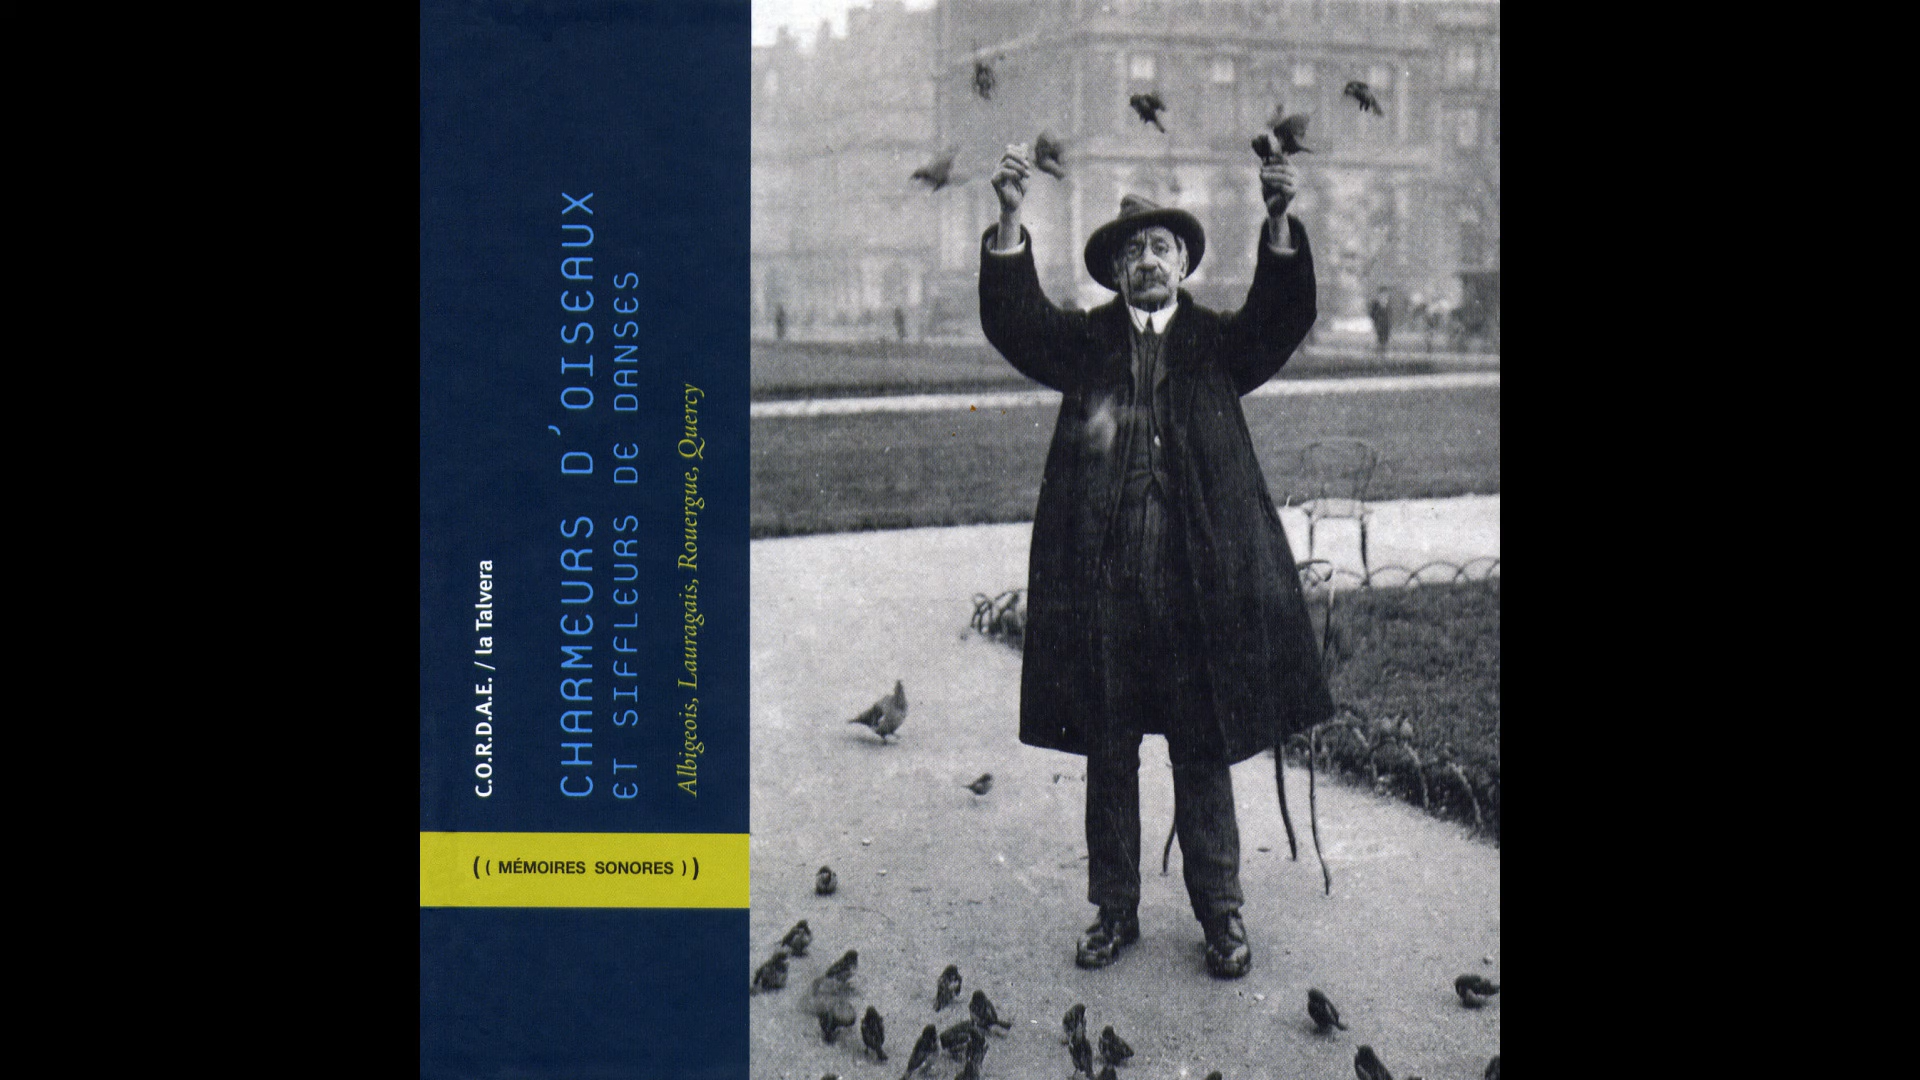 C.O.R.D.A.E. / la Talvera
CHARMEURS D'OISEAUX
ET SIFFLEURS DE DANSES
Albigeois, Lauragais, Rouergue, Quercy
(( MÉMOIRES SONORES ))